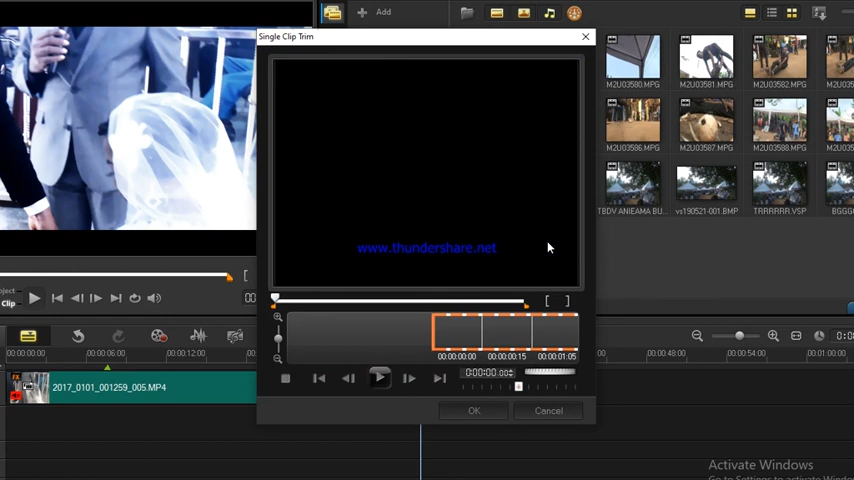 Add
Single Clip Trim
M2U03580.MPG
M2U03581.MPG
M2U03582.MPG
M2U03586.MPG
M2U03587.MPG
M2U03588.MPG
TBDV ANIEAMA BU...
vs190521-001.BMP
TRRRRRR.VSP
www.thundershare.net
Clip
00:00:00:00
00:00:00:15
00:00:01:05
0:00:00.00
OK
Cancel
00:00:00:00
00:00:06:00
00:00:12:00
00:00:48:00
00:00:54:00
00:01:00:00
2017_0101_001259_005.MP4
Activate Windows